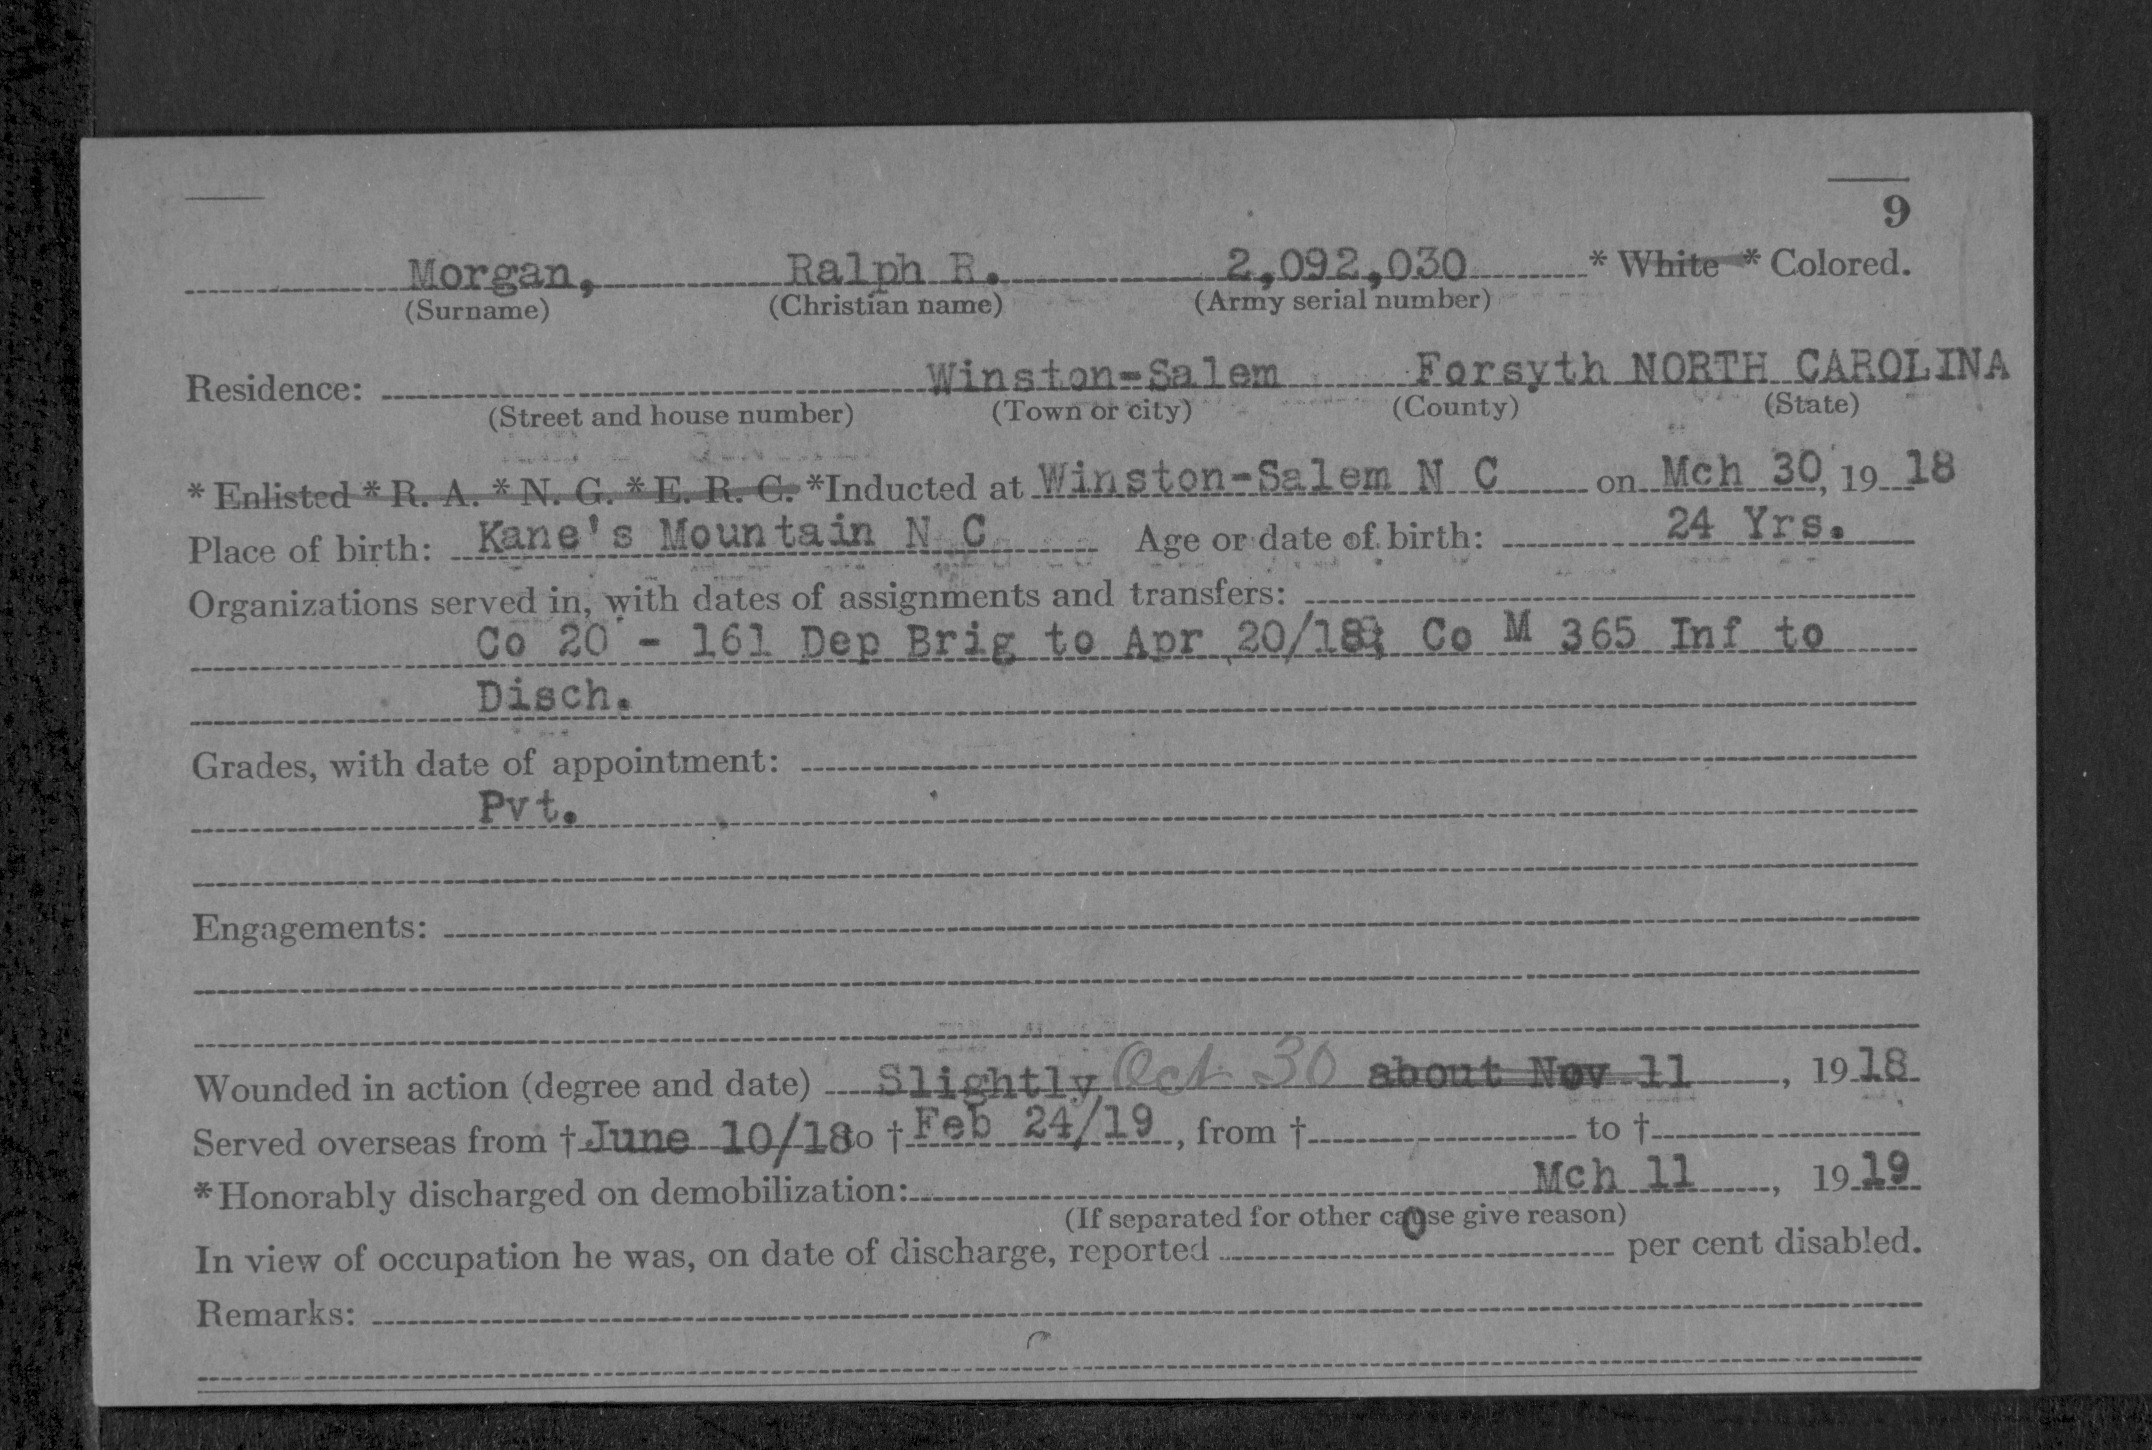 9
Morgan, Ralph R. 2,092,030 * White * Colored.
(Surname) (Christian name) (Army serial number)
Residence: Winston-Salem Forsyth NORTH CAROLINA
(Street and house number) (Town or city) (County) (State)
* Enlisted * R. A. * N. G. * E. R. C. *Inducted at Winston-Salem N C on Mch 30, 19 18
Place of birth: Kane's Mountain N C Age or date of birth: 24 Yrs.
Organizations served in, with dates of assignments and transfers:
Co 20 - 161 Dep Brig to Apr 20/18; Co M 365 Inf to
Disch.
Grades, with date of appointment:
Pvt.
Engagements:
Wounded in action (degree and date) Slightly Oct 30 about Nov 11, 19 18
Served overseas from † June 10/18 to † Feb 24/19, from † to †
*Honorably discharged on demobilization: Mch 11, 19 19
(If separated for other cause give reason)
In view of occupation he was, on date of discharge, reported 0 per cent disabled.
Remarks: